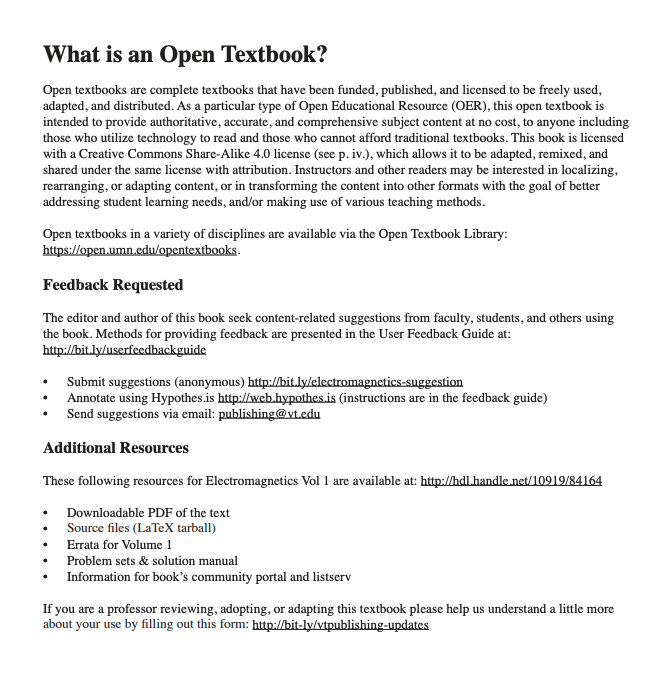 What is an Open Textbook?
Open textbooks are complete textbooks that have been funded, published, and licensed to be freely used,
adapted, and distributed. As a particular type of Open Educational Resource (OER), this open textbook is
intended to provide authoritative, accurate, and comprehensive subject content at no cost, to anyone including
those who utilize technology to read and those who cannot afford traditional textbooks. This book is licensed
with a Creative Commons Share-Alike 4.0 license (see p. iv.), which allows it to be adapted, remixed, and
shared under the same license with attribution. Instructors and other readers may be interested in localizing,
rearranging, or adapting content, or in transforming the content into other formats with the goal of better
addressing student learning needs, and/or making use of various teaching methods.
Open textbooks in a variety of disciplines are available via the Open Textbook Library:
https://open.umn.edu/opentextbooks.
Feedback Requested
The editor and author of this book seek content-related suggestions from faculty, students, and others using
the book. Methods for providing feedback are presented in the User Feedback Guide at:
http://bit.ly/userfeedbackguide
• Submit suggestions (anonymous) http://bit.ly/electromagnetics-suggestion
• Annotate using Hypothes.is http://web.hypothes.is (instructions are in the feedback guide)
• Send suggestions via email: publishing@vt.edu
Additional Resources
These following resources for Electromagnetics Vol 1 are available at: http://hdl.handle.net/10919/84164
• Downloadable PDF of the text
• Source files (LaTeX tarball)
• Errata for Volume 1
• Problem sets & solution manual
• Information for book’s community portal and listserv
If you are a professor reviewing, adopting, or adapting this textbook please help us understand a little more
about your use by filling out this form: http://bit-ly/vtpublishing-updates